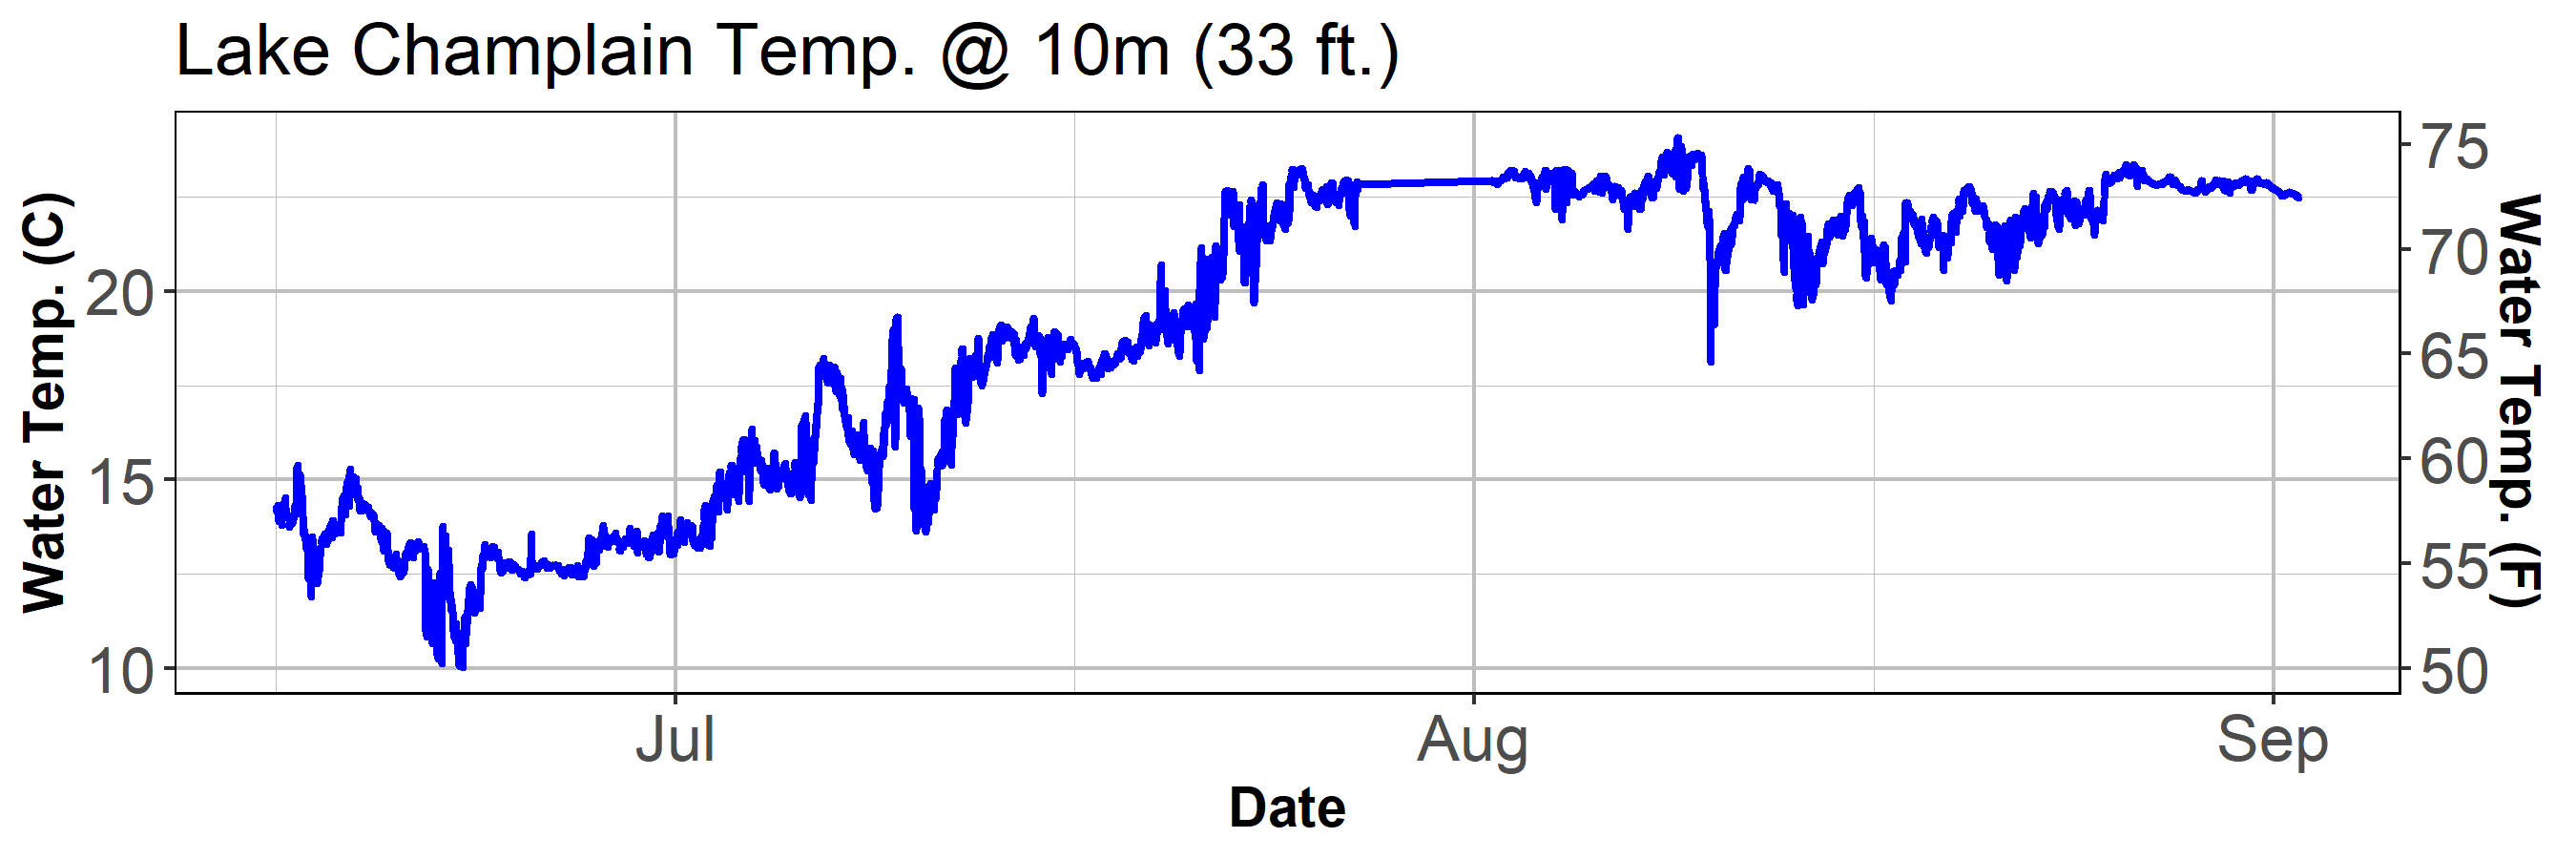 Lake Champlain Temp. @ 10m (33 ft.)
Water Temp. (C)
20
15
10
75
70
65
60
55
50
Water Temp. (F)
Jul
Aug
Sep
Date